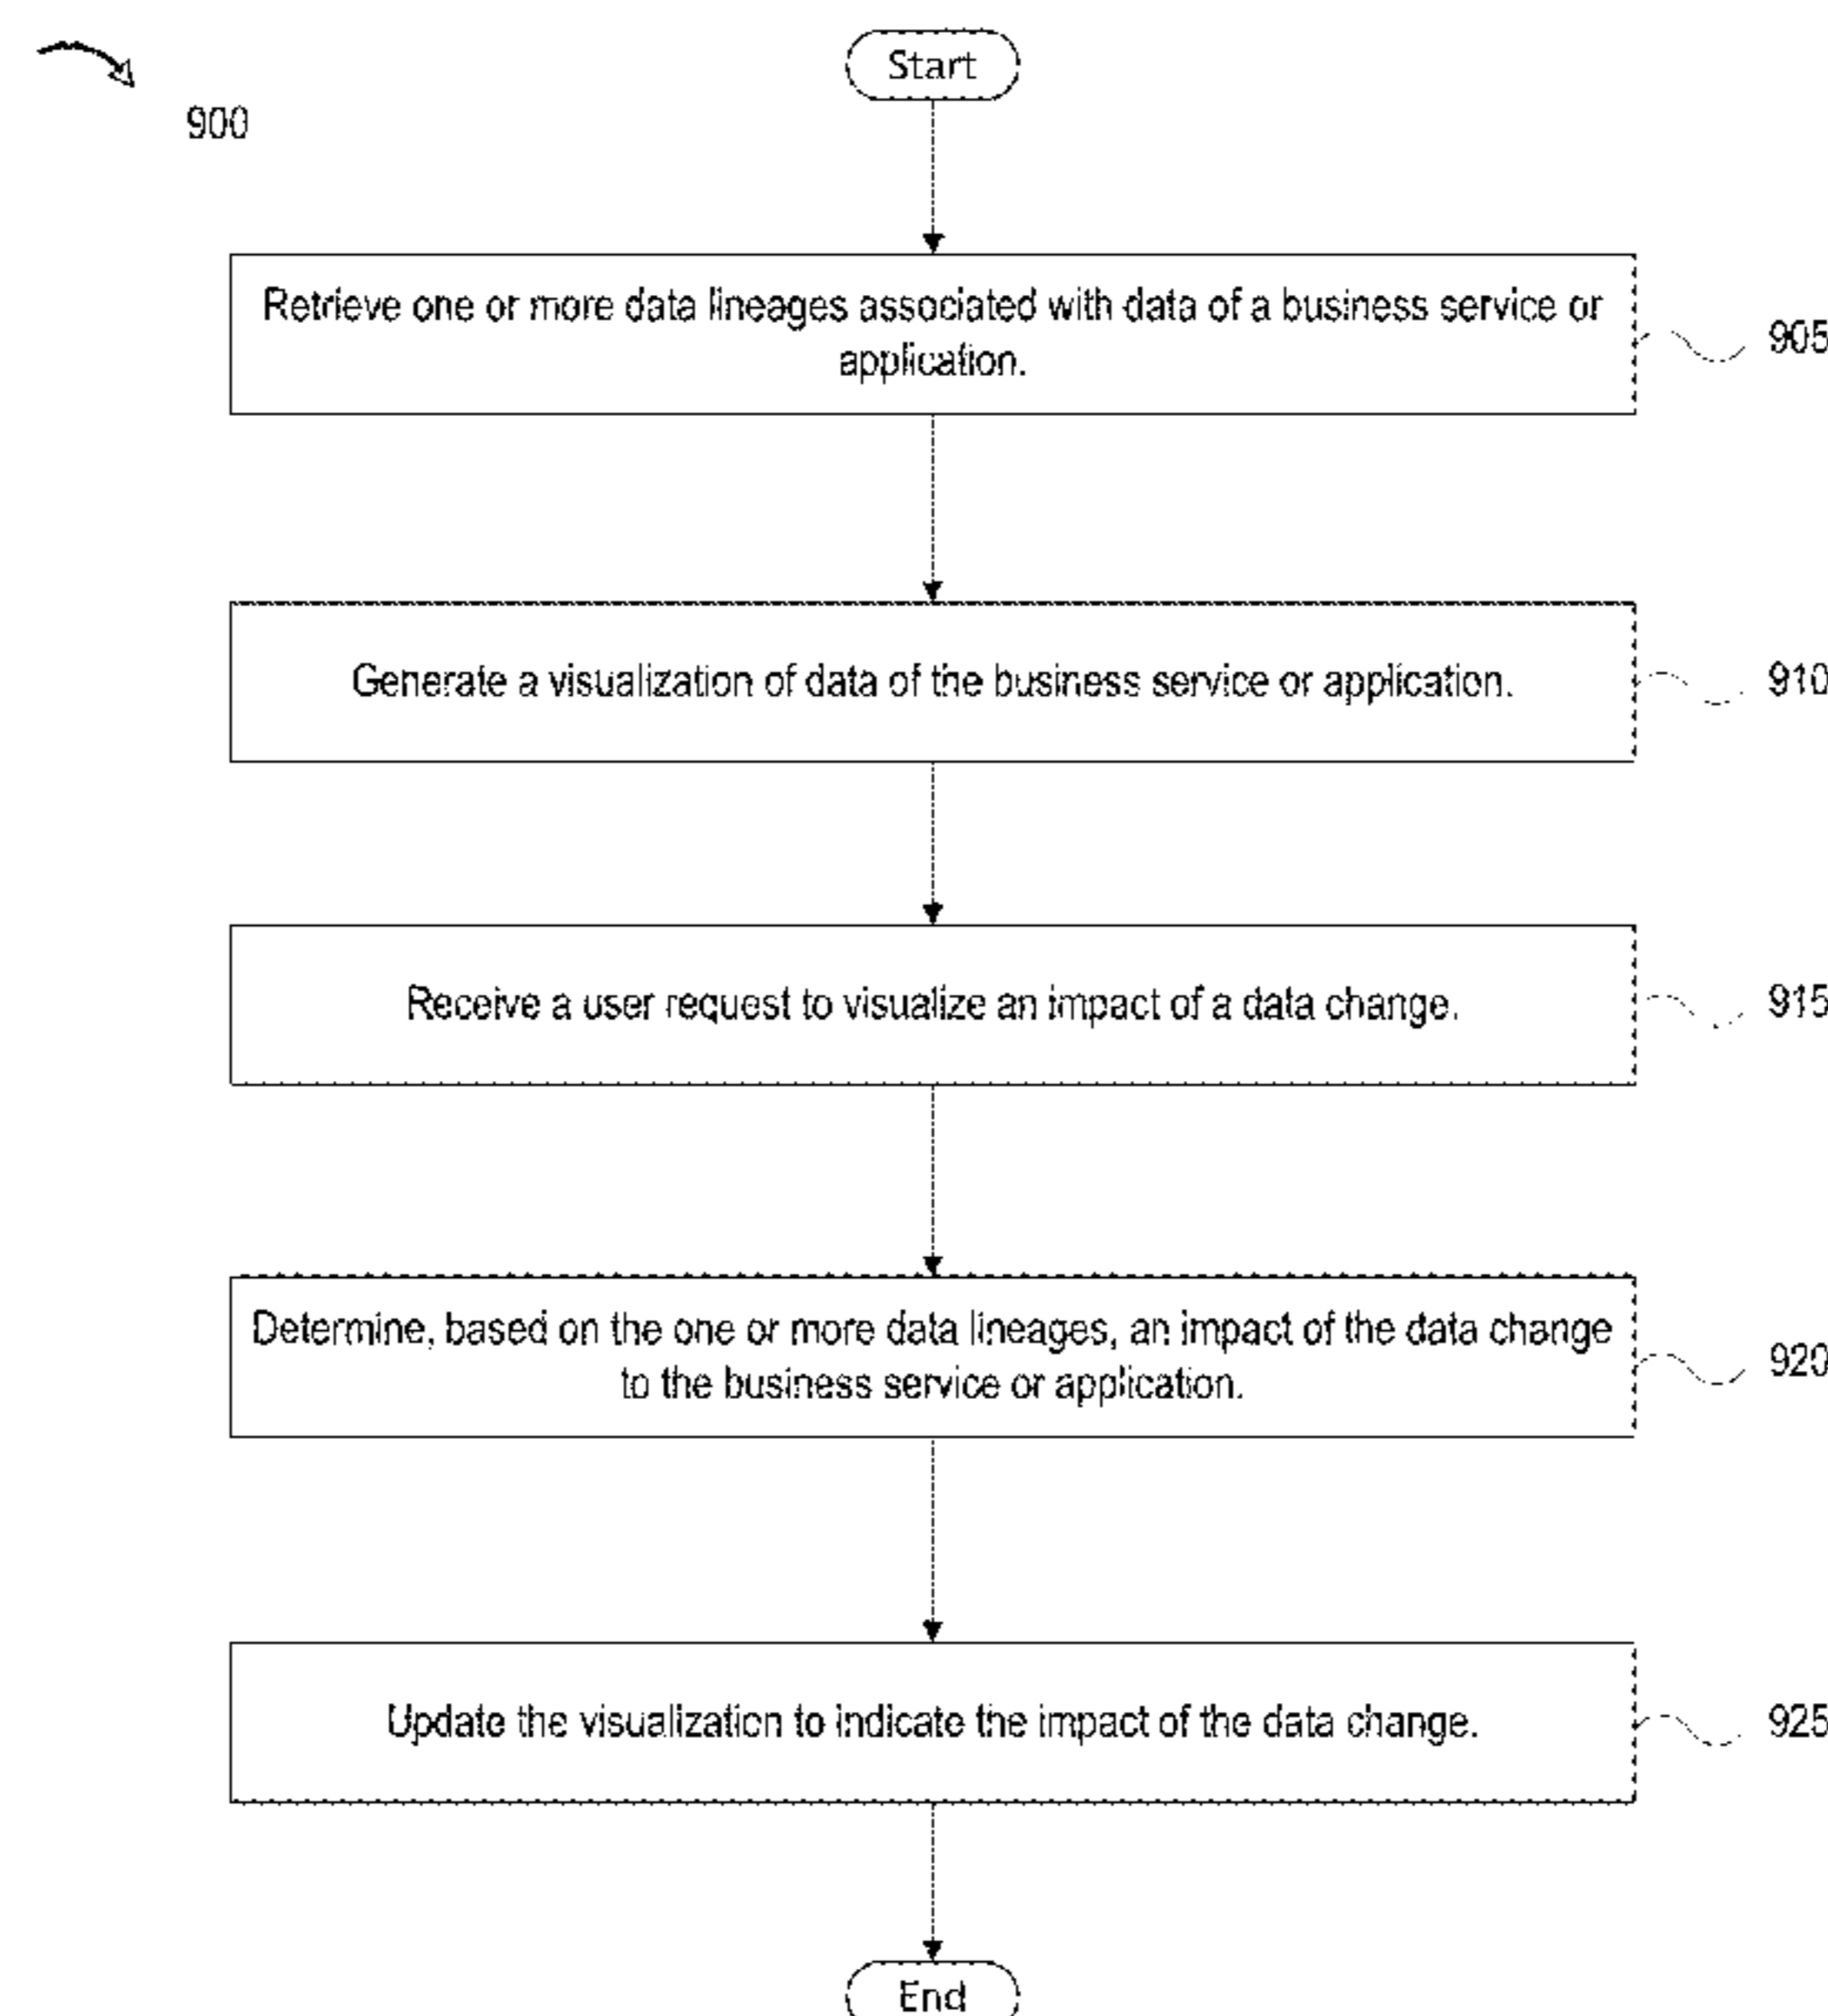 Start
900
Retrieve one or more data lineages associated with data of a business service or
application.
905
Generate a visualization of data of the business service or application.
910
Receive a user request to visualize an impact of a data change.
915
Determine, based on the one or more data lineages, an impact of the data change
to the business service or application.
920
Update the visualization to indicate the impact of the data change.
925
End